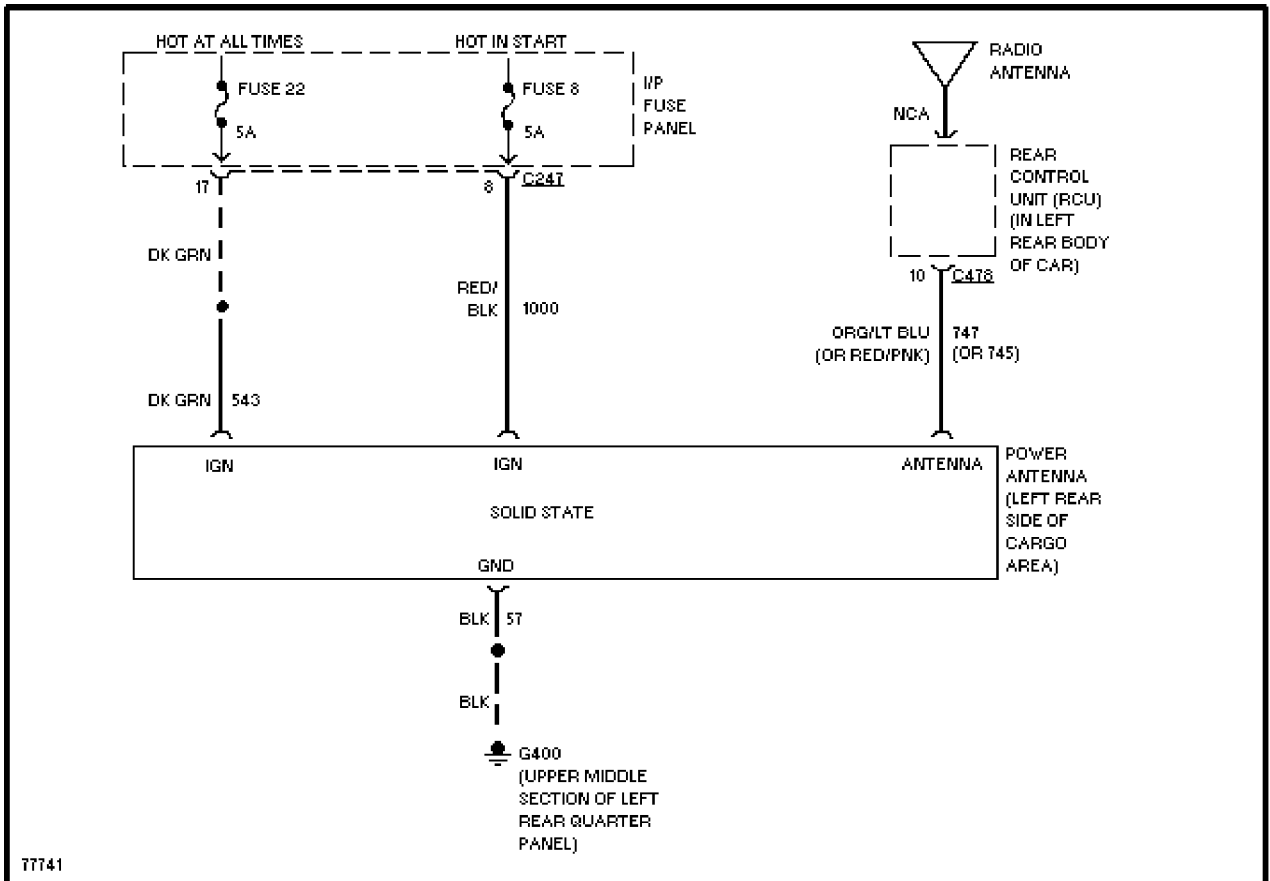 HOT AT ALL TIMES
HOT IN START
FUSE 22
5A
FUSE 8
5A
I/P
FUSE
PANEL
17
8
C247
RADIO
ANTENNA
NCA
REAR
CONTROL
UNIT (RCU)
(IN LEFT
REAR BODY
OF CAR)
10
C478
DK GRN
RED/
BLK
1000
ORG/LT BLU
(OR RED/PNK)
747
(OR 745)
DK GRN
543
IGN
IGN
ANTENNA
SOLID STATE
GND
POWER
ANTENNA
(LEFT REAR
SIDE OF
CARGO
AREA)
BLK
57
BLK
G400
(UPPER MIDDLE
SECTION OF LEFT
REAR QUARTER
PANEL)
77741